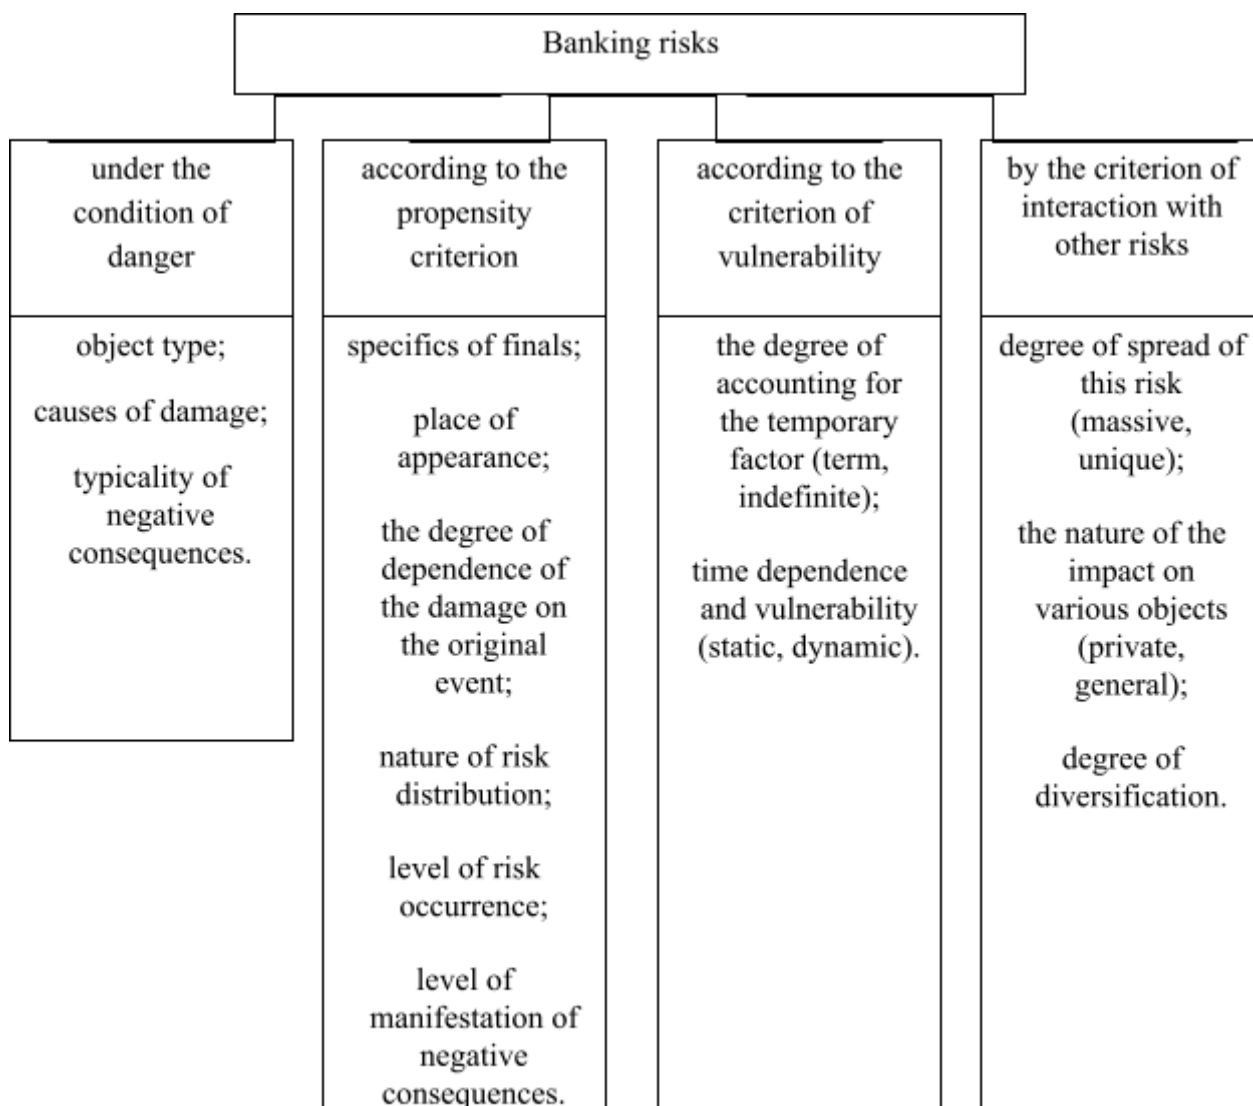 Banking risks
under the
condition of
danger
object type;
causes of damage;
typicality of
negative
consequences.
according to the
propensity
criterion
specifics of finals;
place of
appearance;
the degree of
dependence of
the damage on
the original
event;
nature of risk
distribution;
level of risk
occurrence;
level of
manifestation of
negative
consequences.
according to the
criterion of
vulnerability
the degree of
accounting for
the temporary
factor (term,
indefinite);
time dependence
and vulnerability
(static, dynamic).
by the criterion of
interaction with
other risks
degree of spread of
this risk
(massive,
unique);
the nature of the
impact on
various objects
(private,
general);
degree of
diversification.